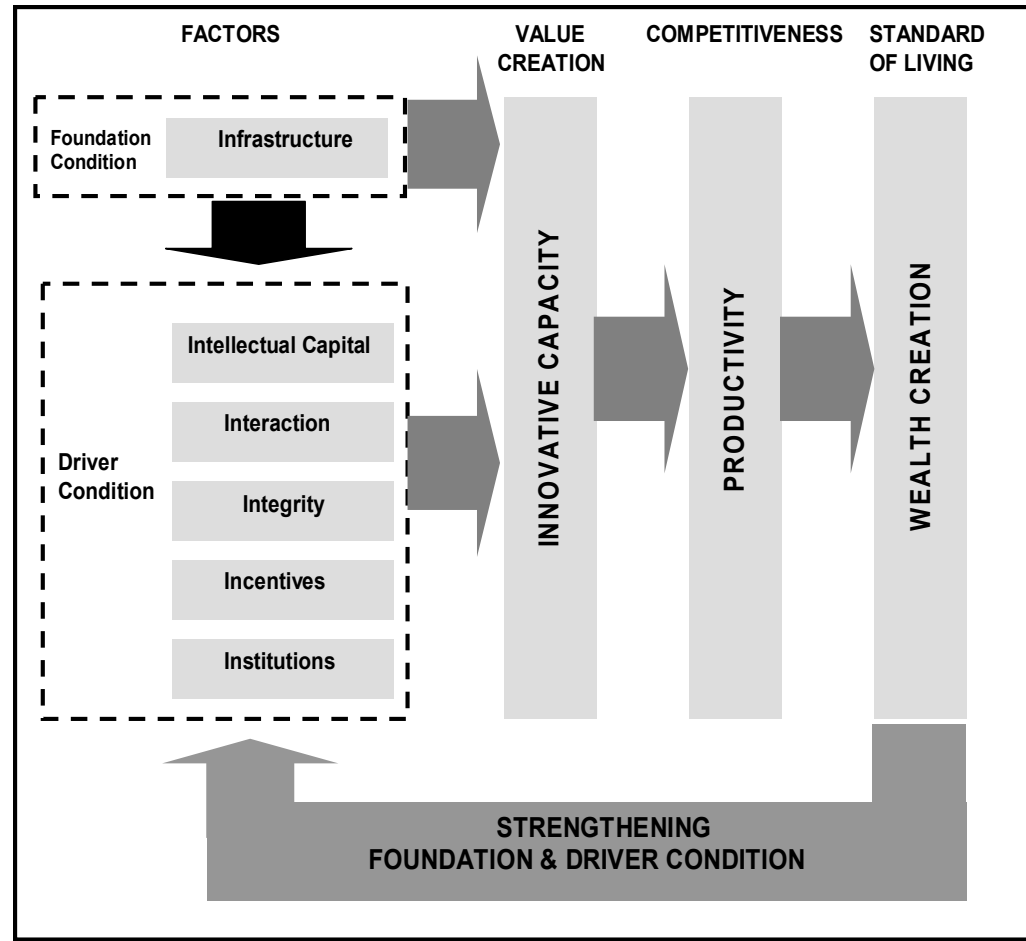 FACTORS
VALUE
CREATION
COMPETITIVENESS
STANDARD
OF LIVING
Foundation
Condition
Infrastructure
Driver
Condition
Intellectual Capital
Interaction
Integrity
Incentives
Institutions
INNOVATIVE CAPACITY
PRODUCTIVITY
WEALTH CREATION
STRENGTHENING
FOUNDATION & DRIVER CONDITION